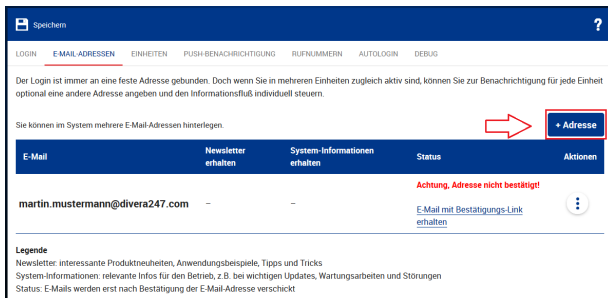 Speichern ?
LOGIN E-MAIL-ADRESSEN EINHEITEN PUSH-BENACHRICHTIGUNG RUFNUMMERN AUTOLOGIN DEBUG
Der Login ist immer an eine feste Adresse gebunden. Doch wenn Sie in mehreren Einheiten zugleich aktiv sind, können Sie zur Benachrichtigung für jede Einheit
optional eine andere Adresse angeben und den Informationsfluß individuell steuern.
Sie können im System mehrere E-Mail-Adressen hinterlegen.
+ Adresse
E-Mail Newsletter erhalten System-Informationen erhalten Status Aktionen
Achtung, Adresse nicht bestätigt!
martin.mustermann@divera247.com – –
E-Mail mit Bestätigungs-Link
erhalten
Legende
Newsletter: interessante Produktneuheiten, Anwendungsbeispiele, Tipps und Tricks
System-Informationen: relevante Infos für den Betrieb, z.B. bei wichtigen Updates, Wartungsarbeiten und Störungen
Status: E-Mails werden erst nach Bestätigung der E-Mail-Adresse verschickt